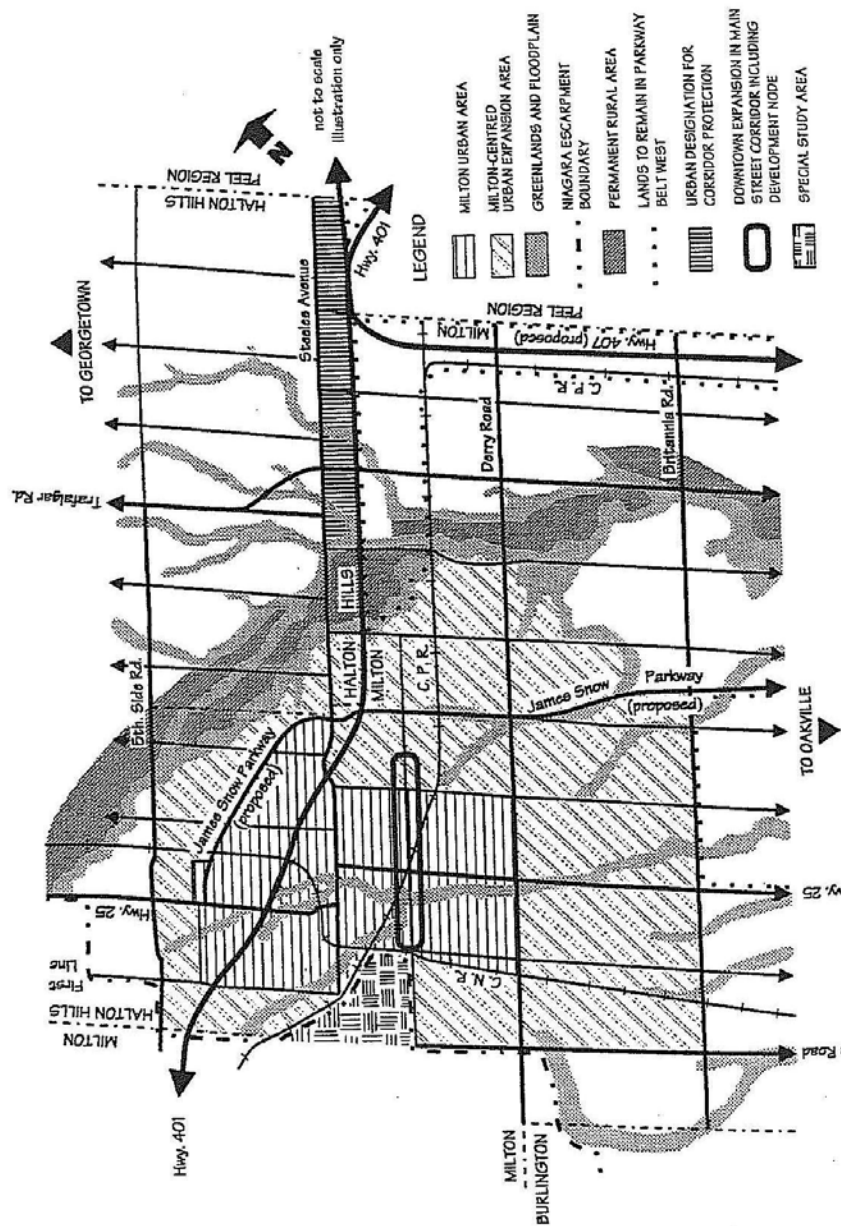 TO GEORGETOWN
N
not to scale
illustration only
HALTON HILLS
PEEL REGION
Steeles Avenue
Hwy. 401
Trafalgar Rd.
5th. Side Rd.
James Snow Parkway
(proposed)
Hwy. 25
First
Line
HALTON HILLS
MILTON
Hwy. 401
HALTON
HILLS
MILTON
C. P. R.
MILTON
PEEL REGION
Hwy. 407 (proposed)
C. P. R.
Derry Road
Britannia Rd.
James Snow
Parkway
(proposed)
C. N. R.
MILTON
BURLINGTON
Road
wy. 25
TO OAKVILLE
LEGEND
MILTON URBAN AREA
MILTON-CENTRED
URBAN EXPANSION AREA
GREENLANDS AND FLOODPLAIN
NIAGARA ESCARPMENT
BOUNDARY
PERMANENT RURAL AREA
LANDS TO REMAIN IN PARKWAY
BELT WEST
URBAN DESIGNATION FOR
CORRIDOR PROTECTION
DOWNTOWN EXPANSION IN MAIN
STREET CORRIDOR INCLUDING
DEVELOPMENT NODE
SPECIAL STUDY AREA